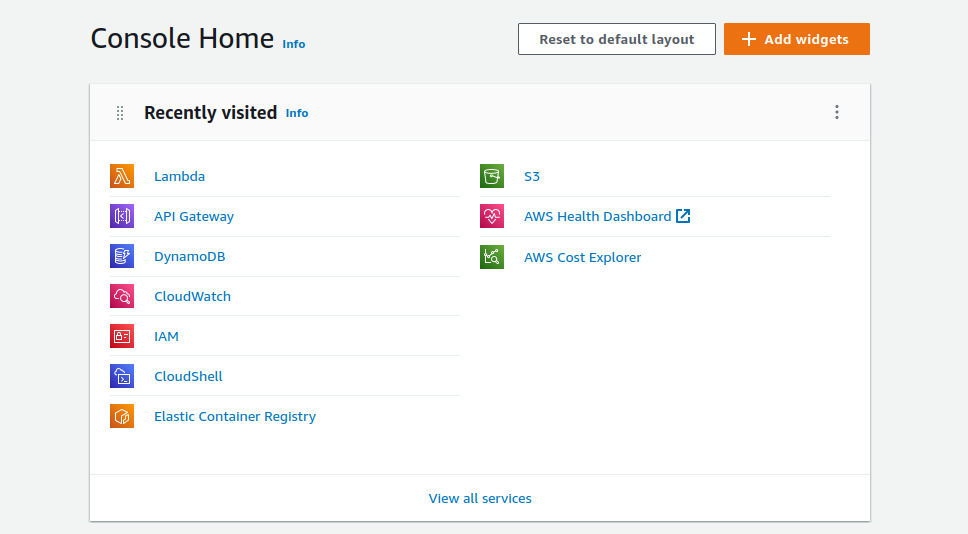 Console Home Info
Reset to default layout
Add widgets
Recently visited Info
Lambda
API Gateway
DynamoDB
CloudWatch
IAM
CloudShell
Elastic Container Registry
S3
AWS Health Dashboard
AWS Cost Explorer
View all services